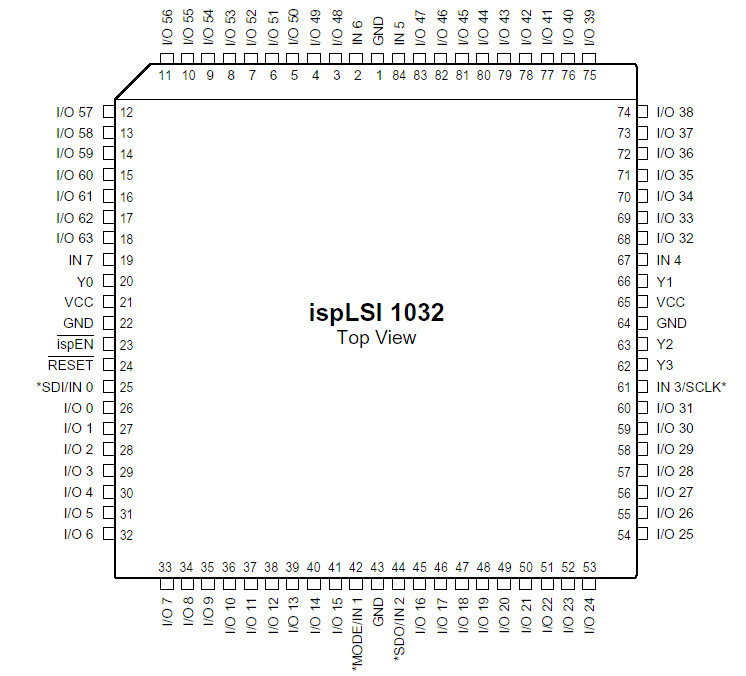 I/O 56 I/O 55 I/O 54 I/O 53 I/O 52 I/O 51 I/O 50 I/O 49 I/O 48 IN 6 GND IN 5 I/O 47 I/O 46 I/O 45 I/O 44 I/O 43 I/O 42 I/O 41 I/O 40 I/O 39
11 10 9 8 7 6 5 4 3 2 1 84 83 82 81 80 79 78 77 76 75
I/O 57 12 74 I/O 38
I/O 58 13 73 I/O 37
I/O 59 14 72 I/O 36
I/O 60 15 71 I/O 35
I/O 61 16 70 I/O 34
I/O 62 17 69 I/O 33
I/O 63 18 68 I/O 32
IN 7 19 67 IN 4
Y0 20 66 Y1
VCC 21 65 VCC
ispLSI 1032
GND 22 64 GND
Top View
ispEN 23 63 Y2
RESET 24 62 Y3
*SDI/IN 0 25 61 IN 3/SCLK*
I/O 0 26 60 I/O 31
I/O 1 27 59 I/O 30
I/O 2 28 58 I/O 29
I/O 3 29 57 I/O 28
I/O 4 30 56 I/O 27
I/O 5 31 55 I/O 26
I/O 6 32 54 I/O 25
33 34 35 36 37 38 39 40 41 42 43 44 45 46 47 48 49 50 51 52 53
I/O 7 I/O 8 I/O 9 I/O 10 I/O 11 I/O 12 I/O 13 I/O 14 I/O 15 *MODE/IN 1 GND *SDO/IN 2 I/O 16 I/O 17 I/O 18 I/O 19 I/O 20 I/O 21 I/O 22 I/O 23 I/O 24